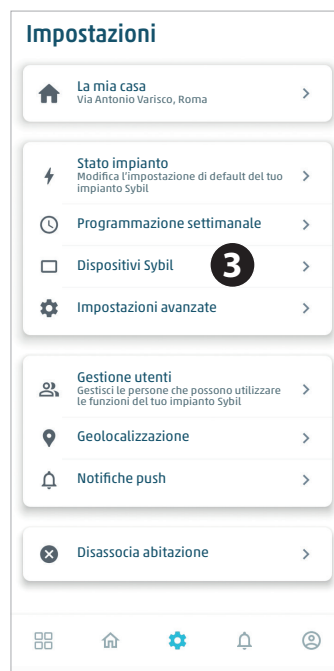 Impostazioni
La mia casa
Via Antonio Varisco, Roma
Stato impianto
Modifica l'impostazione di default del tuo
impianto Sybil
Programmazione settimanale
Dispositivi Sybil
3
Impostazioni avanzate
Gestione utenti
Gestisci le persone che possono utilizzare
le funzioni del tuo impianto Sybil
Geolocalizzazione
Notifiche push
Disassocia abitazione